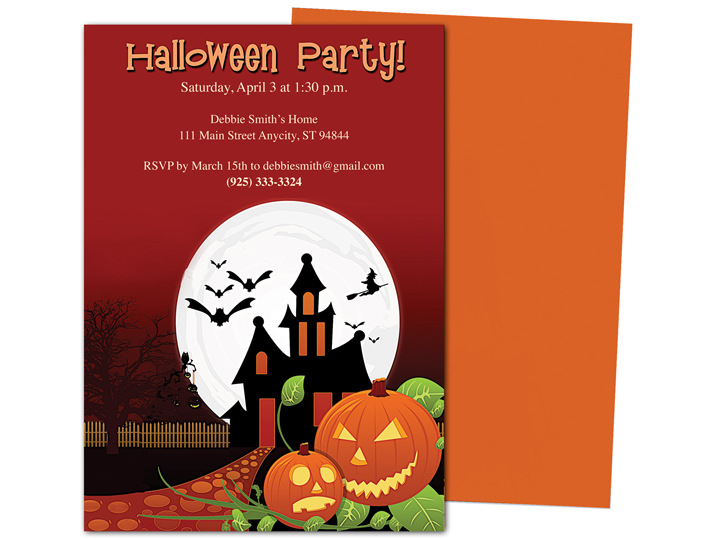 Halloween Party!
Saturday, April 3 at 1:30 p.m.
Debbie Smith's Home
111 Main Street Anycity, ST 94844
RSVP by March 15th to debbiesmith@gmail.com
(925) 333-3324